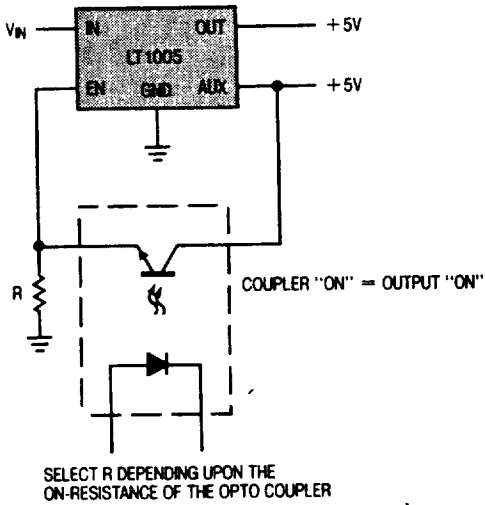 VIN
IN
OUT
+5V
LT1005
EN
GND
AUX
+5V
R
COUPLER "ON" = OUTPUT "ON"
SELECT R DEPENDING UPON THE
ON-RESISTANCE OF THE OPTO COUPLER